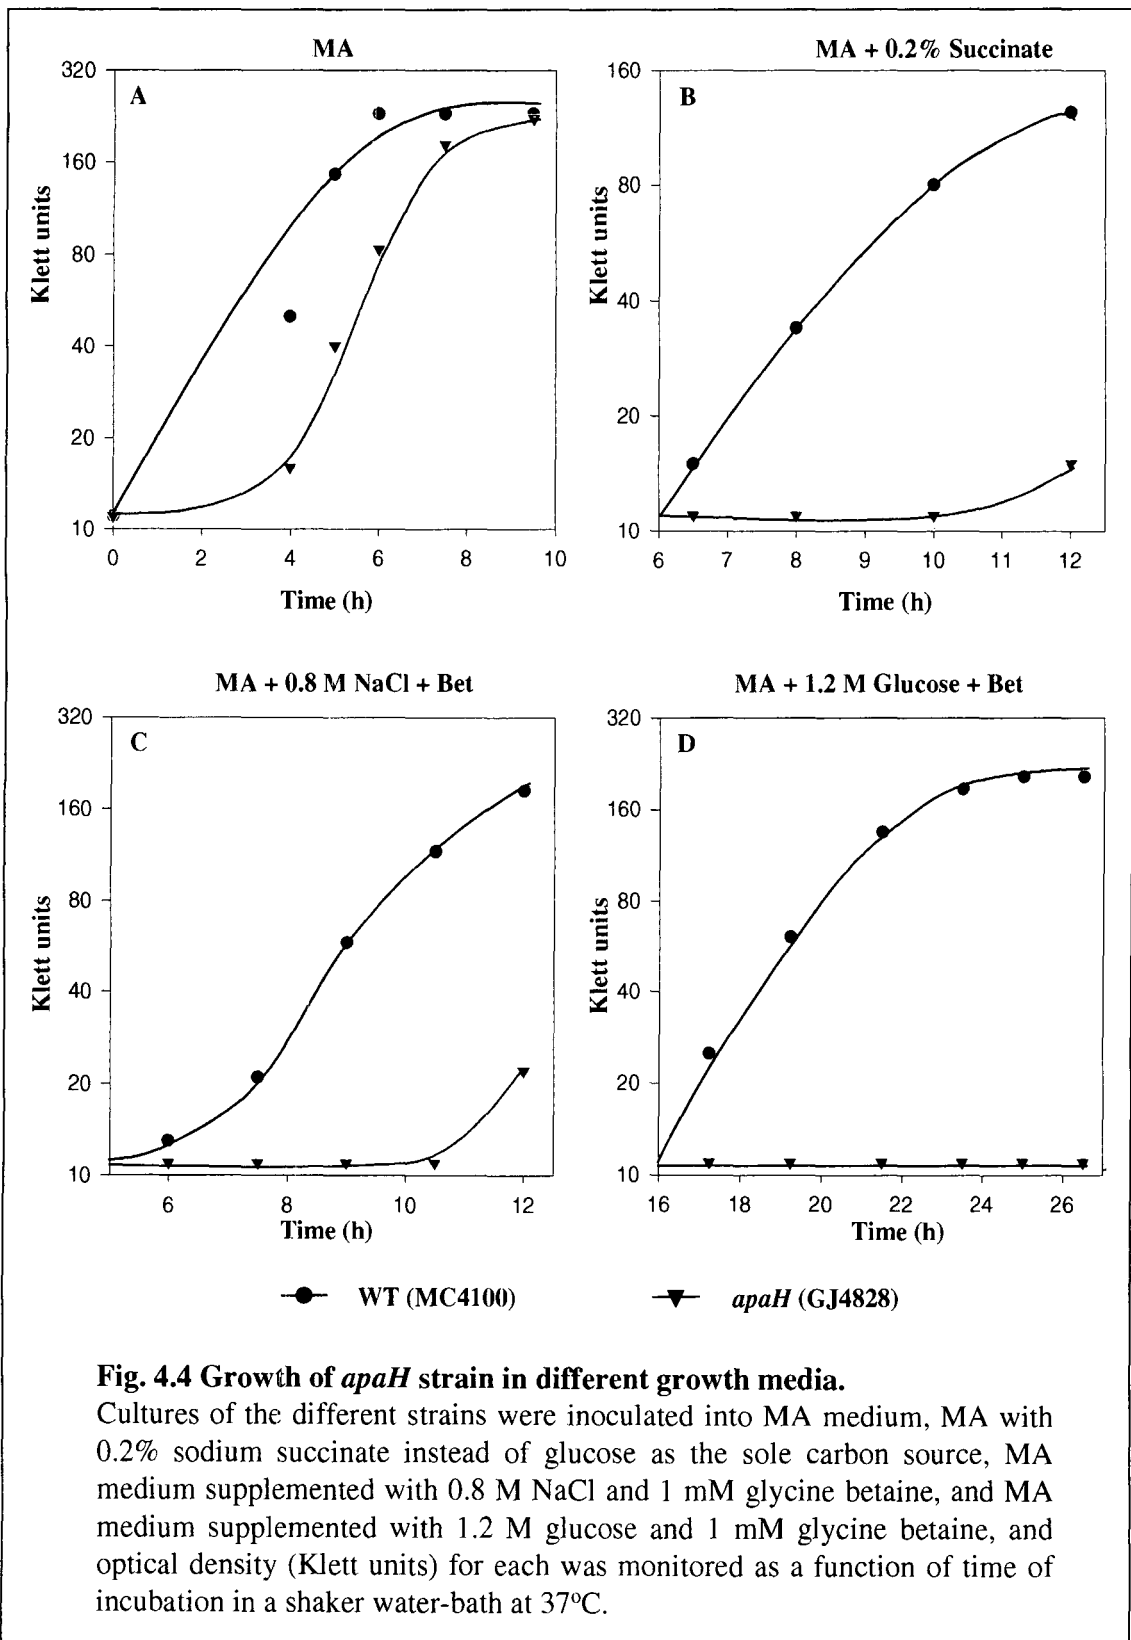 MA
A
Klett units
320
160
80
40
20
10
0 2 4 6 8 10
Time (h)
MA + 0.2% Succinate
B
Klett units
160
80
40
20
10
6 7 8 9 10 11 12
Time (h)
MA + 0.8 M NaCl + Bet
C
Klett units
320
160
80
40
20
10
6 8 10 12
Time (h)
MA + 1.2 M Glucose + Bet
D
Klett units
320
160
80
40
20
10
16 18 20 22 24 26
Time (h)
WT (MC4100) apaH (GJ4828)
Fig. 4.4 Growth of apaH strain in different growth media.
Cultures of the different strains were inoculated into MA medium, MA with
0.2% sodium succinate instead of glucose as the sole carbon source, MA
medium supplemented with 0.8 M NaCl and 1 mM glycine betaine, and MA
medium supplemented with 1.2 M glucose and 1 mM glycine betaine, and
optical density (Klett units) for each was monitored as a function of time of
incubation in a shaker water-bath at 37°C.